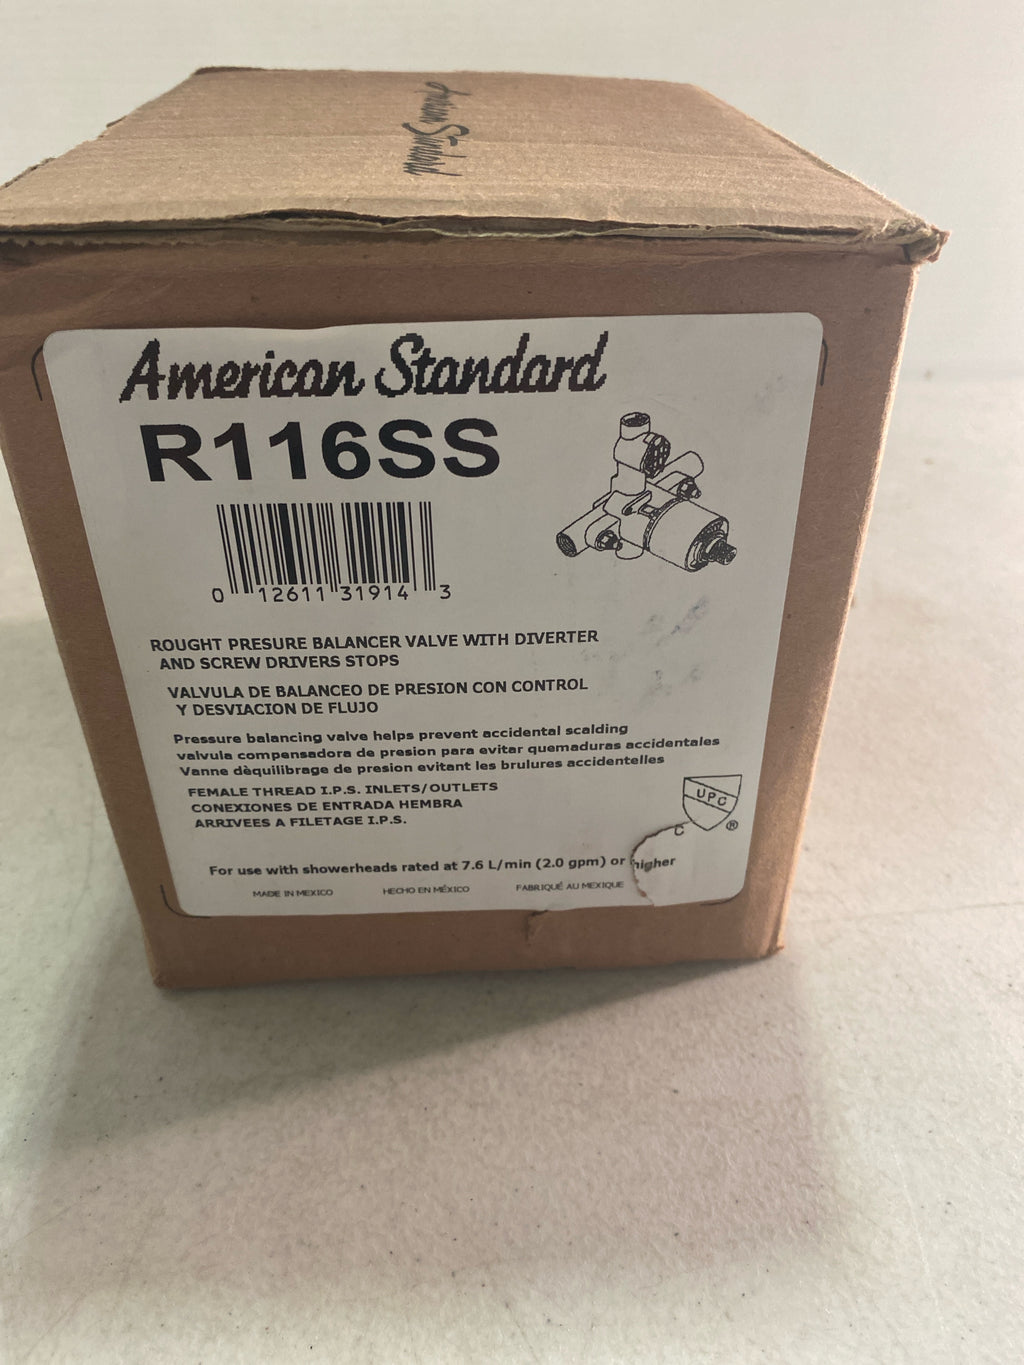 American Standard
American Standard
R116SS
0 12611 31914 3
ROUGHT PRESURE BALANCER VALVE WITH DIVERTER
AND SCREW DRIVERS STOPS
VALVULA DE BALANCEO DE PRESION CON CONTROL
Y DESVIACION DE FLUJO
Pressure balancing valve helps prevent accidental scalding
valvula compensadora de presion para evitar quemaduras accidentales
Vanne dèquilibrage de presion evitant les brulures accidentelles
FEMALE THREAD I.P.S. INLETS/OUTLETS
CONEXIONES DE ENTRADA HEMBRA
ARRIVEES A FILETAGE I.P.S.
UPC
C ®
For use with showerheads rated at 7.6 L/min (2.0 gpm) or higher
MADE IN MEXICO HECHO EN MÉXICO FABRIQUÉ AU MEXIQUE